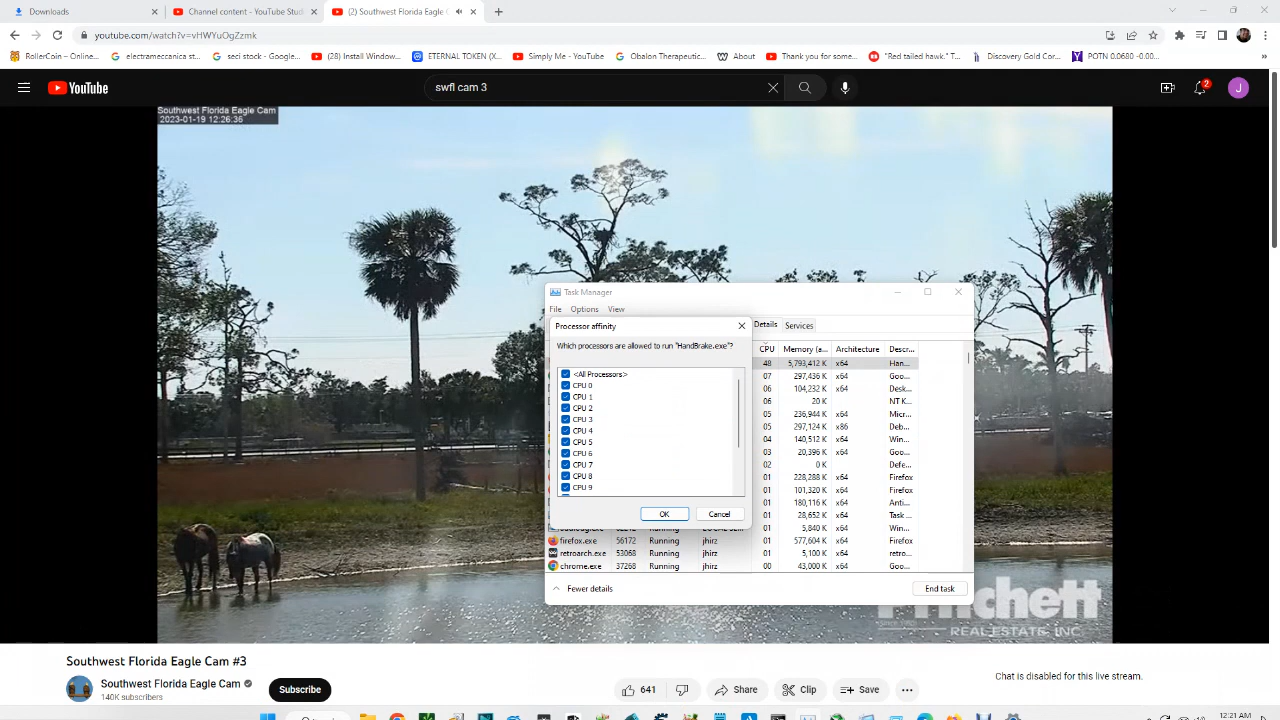 Downloads
Channel content - YouTube Studi
(2) Southwest Florida Eagle C
youtube.com/watch?v=vHWYuOgZzmk
RollerCoin – Online...
electrameccanica st...
seci stock - Google...
(28) Install Window...
ETERNAL TOKEN (X...
Simply Me - YouTube
Obalon Therapeutic...
About
Thank you for some...
"Red tailed hawk." T...
Discovery Gold Cor...
POTN 0.0680 -0.00...
YouTube
swfl cam 3
2
J
Southwest Florida Eagle Cam
2023-01-19 12:26:36
Task Manager
File Options View
Processor affinity
Details Services
Which processors are allowed to run "HandBrake.exe"?
CPU Memory (a... Architecture Descr...
<All Processors>
CPU 0
CPU 1
CPU 2
CPU 3
CPU 4
CPU 5
CPU 6
CPU 7
CPU 8
CPU 9
OK Cancel
48 5,793,412 K x64 Han...
07 297,436 K x64 Goo...
06 104,232 K x64 Desk...
06 20 K NT K...
05 236,944 K x64 Micr...
05 297,124 K x86 Deb...
04 140,512 K x64 Win...
03 20,396 K x64 Goo...
02 0 K Defe...
01 228,288 K x64 Firefox
01 101,320 K x64 Firefox
01 180,116 K x64 Anti...
01 28,652 K x64 Task ...
01 5,840 K x64 Win...
firefox.exe 56172 Running jhirz 01 577,604 K x64 Firefox
retroarch.exe 53068 Running jhirz 01 5,100 K x64 retro...
chrome.exe 37268 Running jhirz 00 43,000 K x64 Goo...
Fewer details
End task
REAL ESTATE, INC.
Southwest Florida Eagle Cam #3
Southwest Florida Eagle Cam
140K subscribers
Subscribe
641
Share
Clip
Save
Chat is disabled for this live stream.
12:21 AM